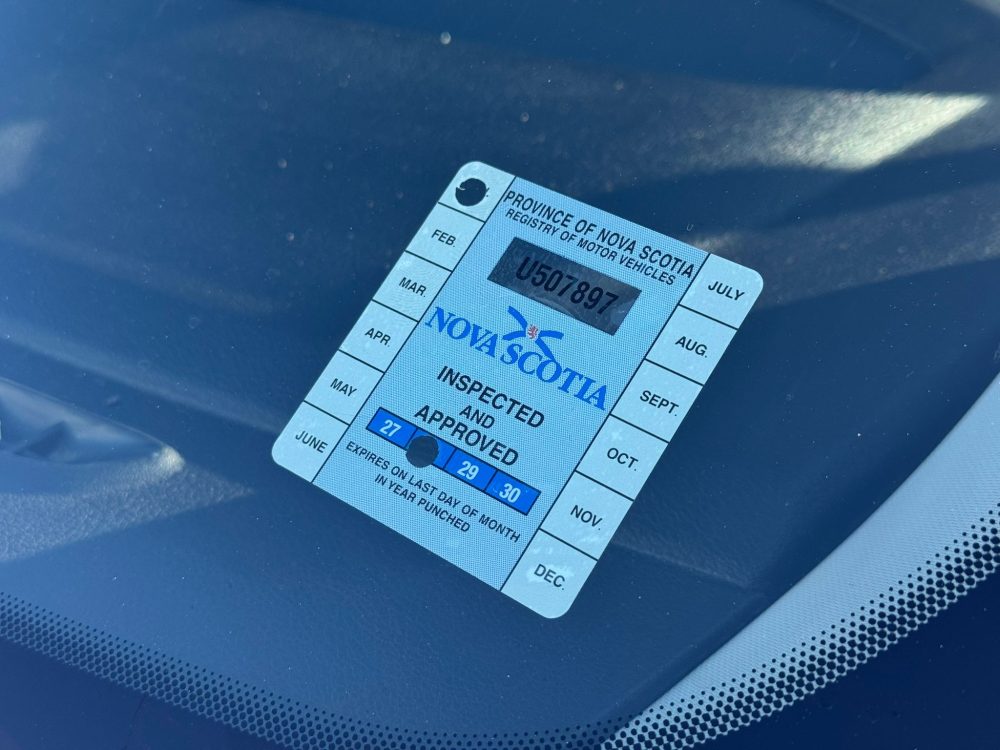 PROVINCE OF NOVA SCOTIA
REGISTRY OF MOTOR VEHICLES
U507897
NOVA SCOTIA
INSPECTED
AND
APPROVED
27 29 30
EXPIRES ON LAST DAY OF MONTH
IN YEAR PUNCHED
FEB.
MAR.
APR.
MAY
JUNE
JULY
AUG.
SEPT.
OCT.
NOV.
DEC.